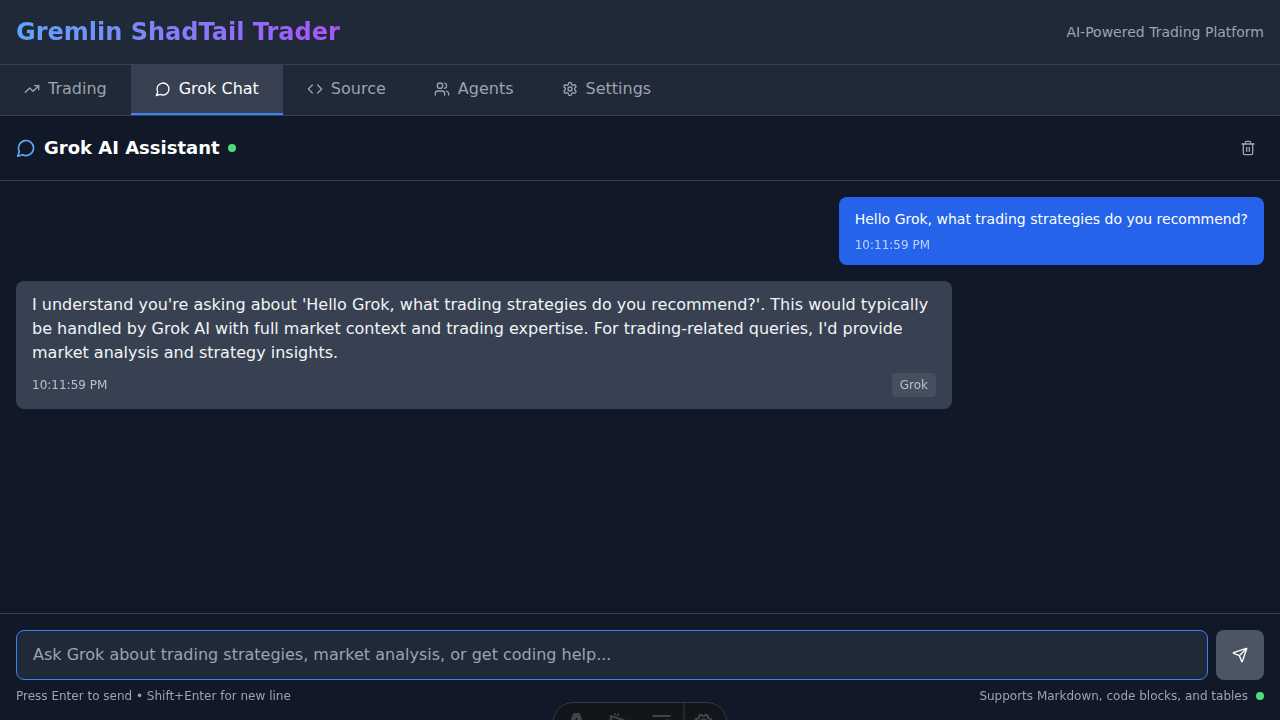 Gremlin ShadTail Trader
AI-Powered Trading Platform
Trading
Grok Chat
Source
Agents
Settings
Grok AI Assistant
Hello Grok, what trading strategies do you recommend?
10:11:59 PM
I understand you're asking about 'Hello Grok, what trading strategies do you recommend?'. This would typically
be handled by Grok AI with full market context and trading expertise. For trading-related queries, I'd provide
market analysis and strategy insights.
10:11:59 PM
Grok
Ask Grok about trading strategies, market analysis, or get coding help...
Press Enter to send • Shift+Enter for new line
Supports Markdown, code blocks, and tables